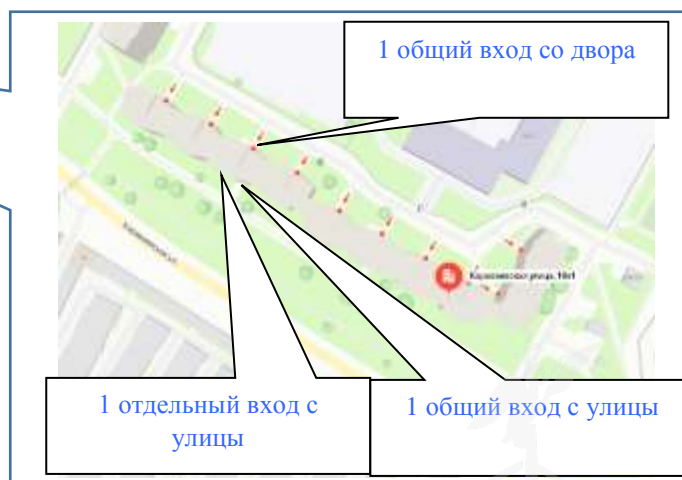 1 общий вход со двора
1 отдельный вход с
улицы
1 общий вход с улицы